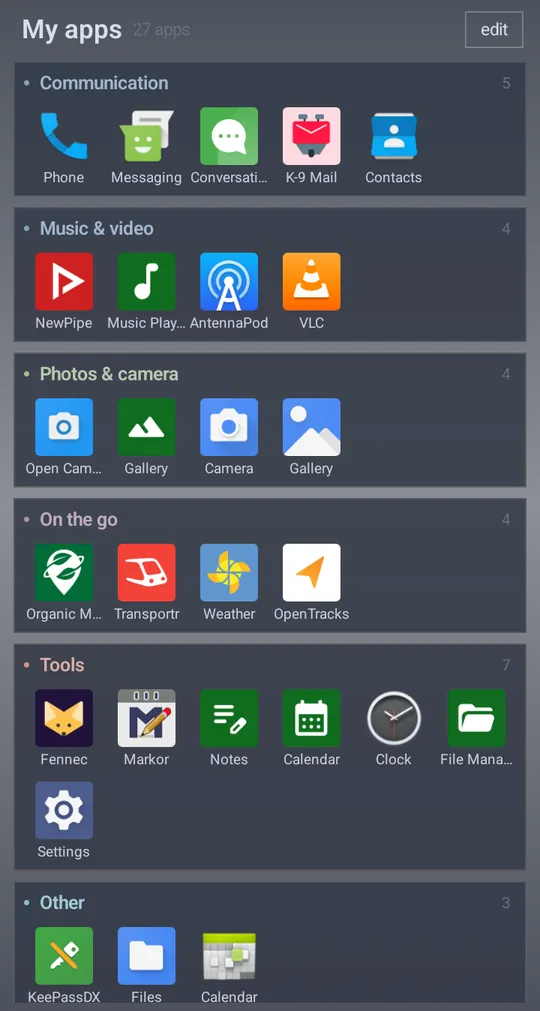 My apps 27 apps edit
• Communication 5
Phone Messaging Conversati... K-9 Mail Contacts
• Music & video 4
NewPipe Music Play... AntennaPod VLC
• Photos & camera 4
Open Cam... Gallery Camera Gallery
• On the go 4
Organic M... Transportr Weather OpenTracks
• Tools 7
M
Fennec Markor Notes Calendar Clock File Mana...
Settings
• Other 3
KeePassDX Files Calendar